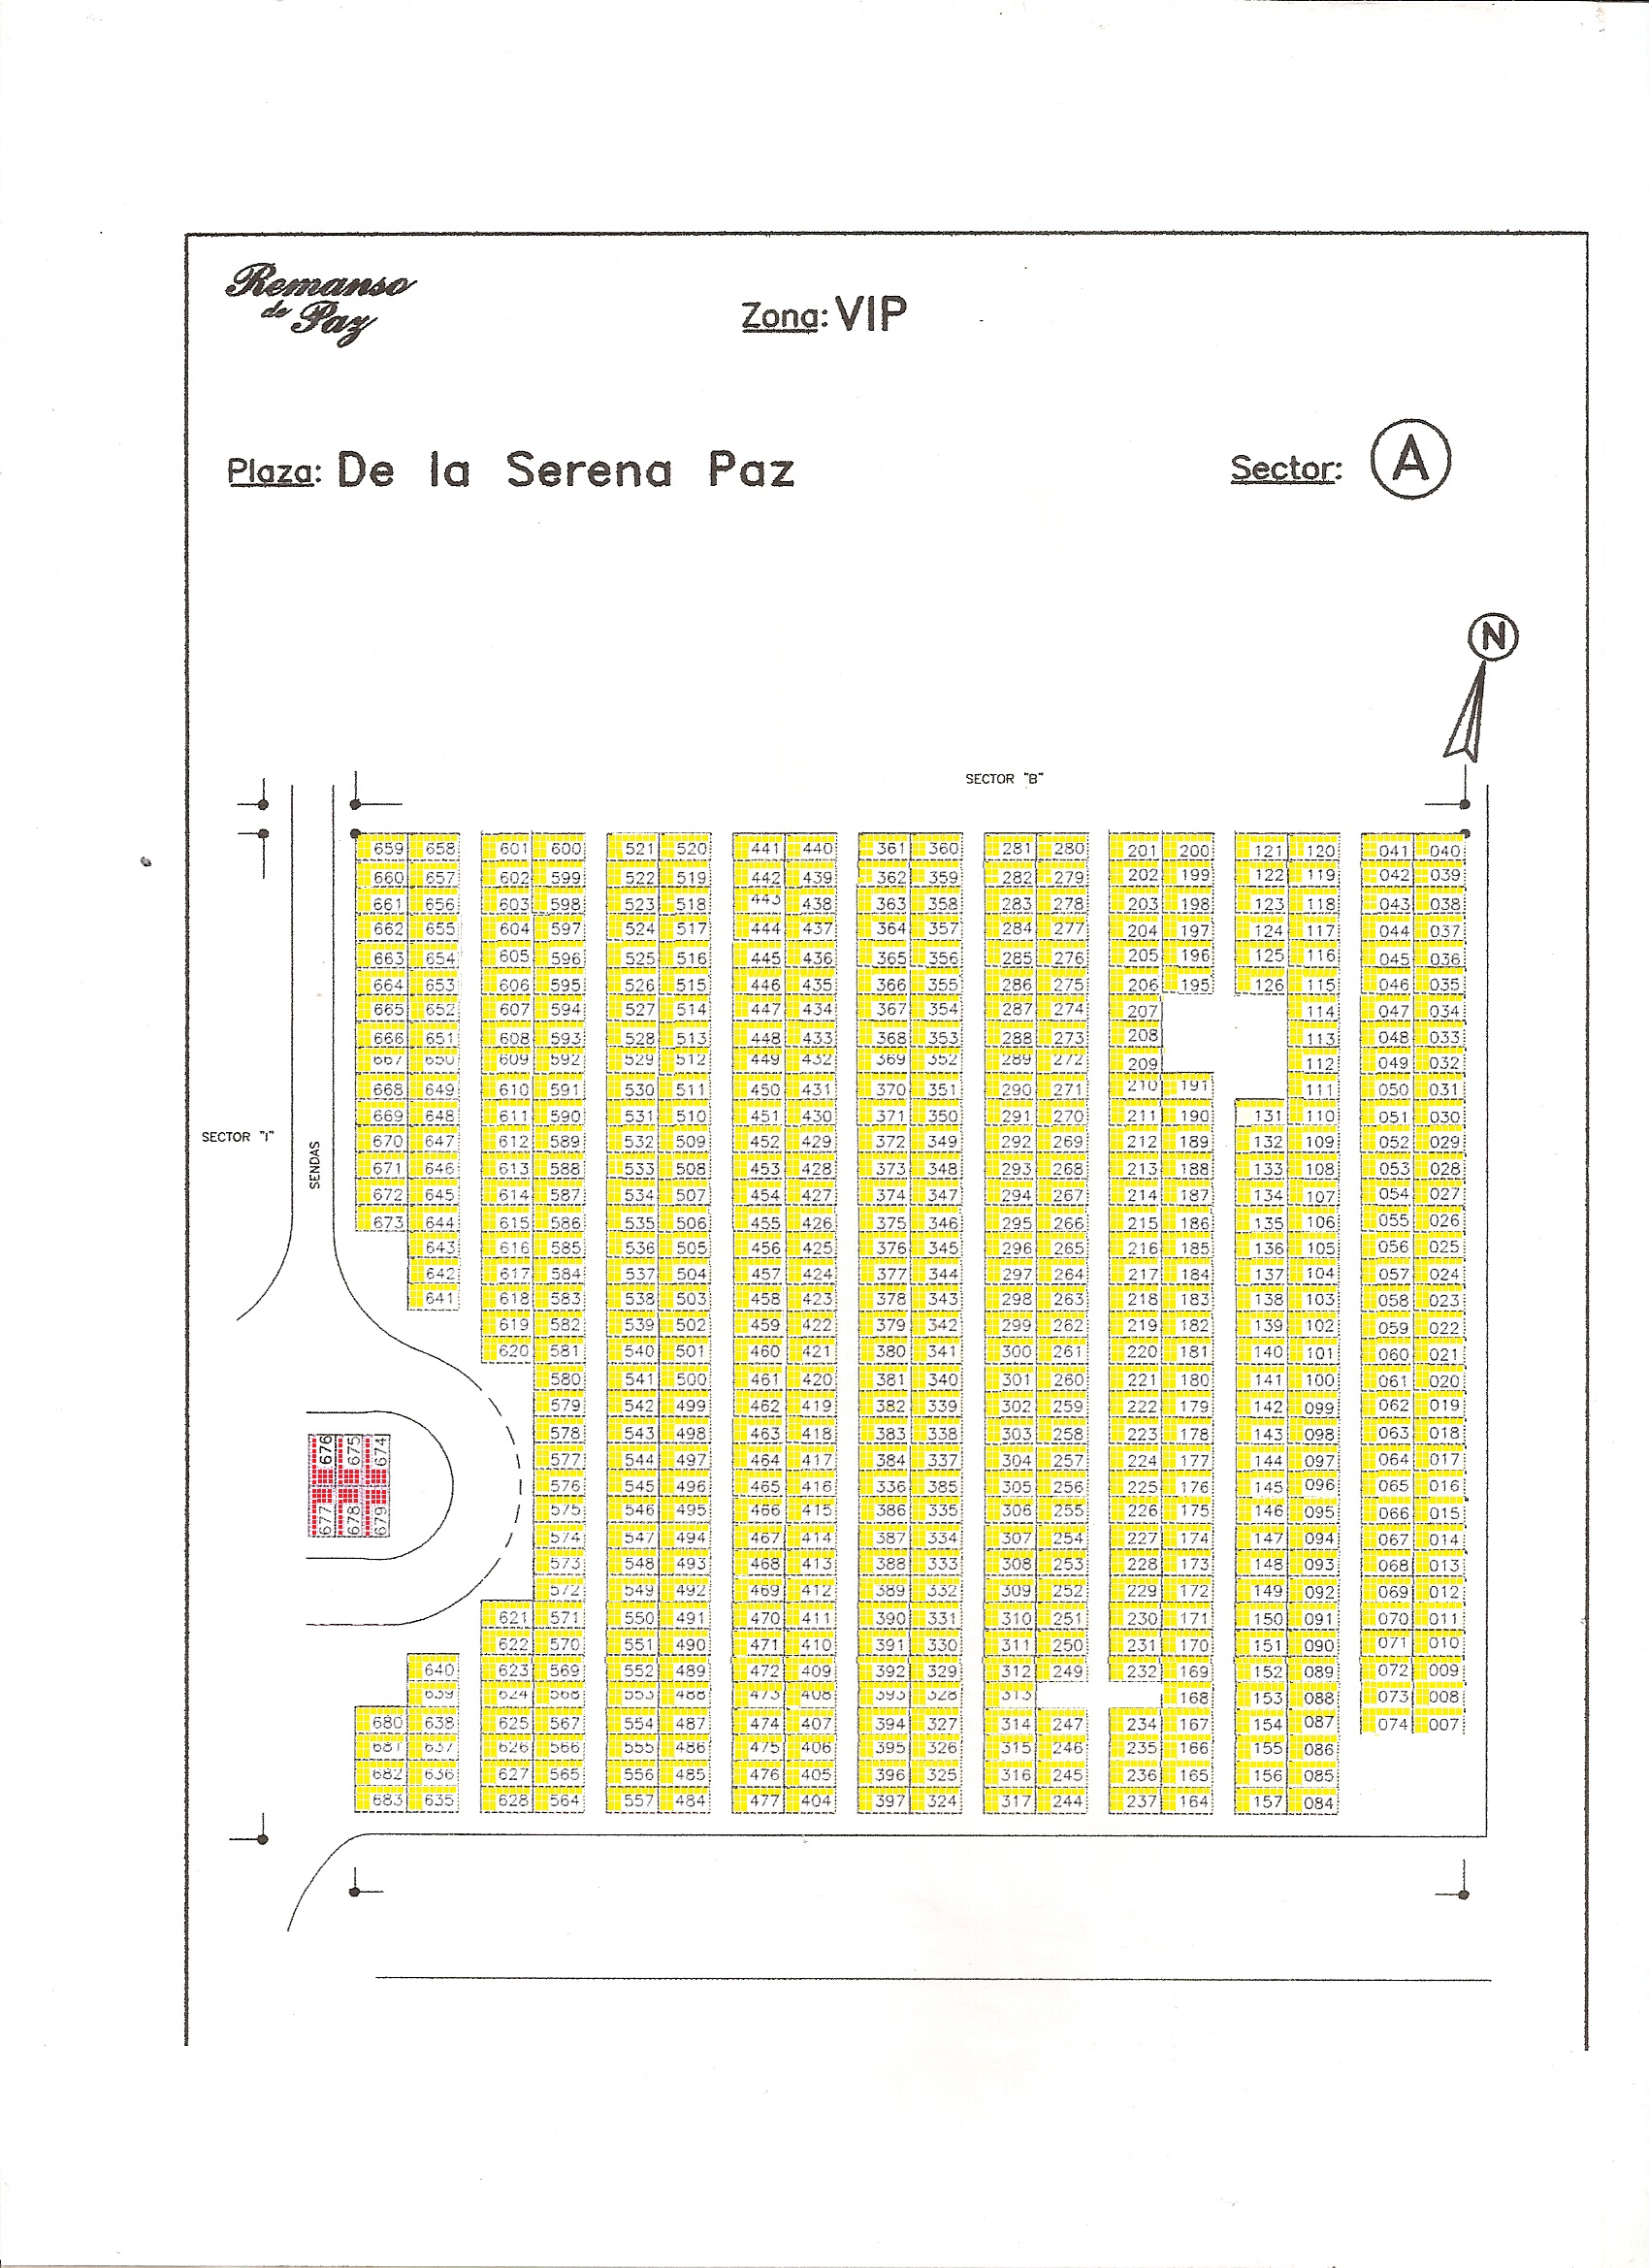 Remanso
de Paz
Zona: VIP
Plaza: De la Serena Paz
Sector: A
N
SECTOR "B"
659 658 601 600 521 520 441 440 361 360 281 280 201 200 121 120 041 040
660 657 602 599 522 519 442 439 362 359 282 279 202 199 122 119 042 039
661 656 603 598 523 518 443 438 363 358 283 278 203 198 123 118 043 038
662 655 604 597 524 517 444 437 364 357 284 277 204 197 124 117 044 037
663 654 605 596 525 516 445 436 365 356 285 276 205 196 125 116 045 036
664 653 606 595 526 515 446 435 366 355 286 275 206 195 126 115 046 035
665 652 607 594 527 514 447 434 367 354 287 274 207 114 047 034
666 651 608 593 528 513 448 433 368 353 288 273 208 113 048 033
667 650 609 592 529 512 449 432 369 352 289 272 209 112 049 032
668 649 610 591 530 511 450 431 370 351 290 271 210 191 111 050 031
669 648 611 590 531 510 451 430 371 350 291 270 211 190 131 110 051 030
SECTOR "I"
SENDAS
670 647 612 589 532 509 452 429 372 349 292 269 212 189 132 109 052 029
671 646 613 588 533 508 453 428 373 348 293 268 213 188 133 108 053 028
672 645 614 587 534 507 454 427 374 347 294 267 214 187 134 107 054 027
673 644 615 586 535 506 455 426 375 346 295 266 215 186 135 106 055 026
643 616 585 536 505 456 425 376 345 296 265 216 185 136 105 056 025
642 617 584 537 504 457 424 377 344 297 264 217 184 137 104 057 024
641 618 583 538 503 458 423 378 343 298 263 218 183 138 103 058 023
619 582 539 502 459 422 379 342 299 262 219 182 139 102 059 022
620 581 540 501 460 421 380 341 300 261 220 181 140 101 060 021
580 541 500 461 420 381 340 301 260 221 180 141 100 061 020
579 542 499 462 419 382 339 302 259 222 179 142 099 062 019
578 543 498 463 418 383 338 303 258 223 178 143 098 063 018
676 675 674
577 544 497 464 417 384 337 304 257 224 177 144 097 064 017
576 545 496 465 416 336 385 305 256 225 176 145 096 065 016
677 678 679
575 546 495 466 415 386 335 306 255 226 175 146 095 066 015
574 547 494 467 414 387 334 307 254 227 174 147 094 067 014
573 548 493 468 413 388 333 308 253 228 173 148 093 068 013
572 549 492 469 412 389 332 309 252 229 172 149 092 069 012
621 571 550 491 470 411 390 331 310 251 230 171 150 091 070 011
622 570 551 490 471 410 391 330 311 250 231 170 151 090 071 010
640 623 569 552 489 472 409 392 329 312 249 232 169 152 089 072 009
639 624 568 553 488 473 408 393 328 313 168 153 088 073 008
680 638 625 567 554 487 474 407 394 327 314 247 234 167 154 087 074 007
681 637 626 566 555 486 475 406 395 326 315 246 235 166 155 086
682 636 627 565 556 485 476 405 396 325 316 245 236 165 156 085
683 635 628 564 557 484 477 404 397 324 317 244 237 164 157 084